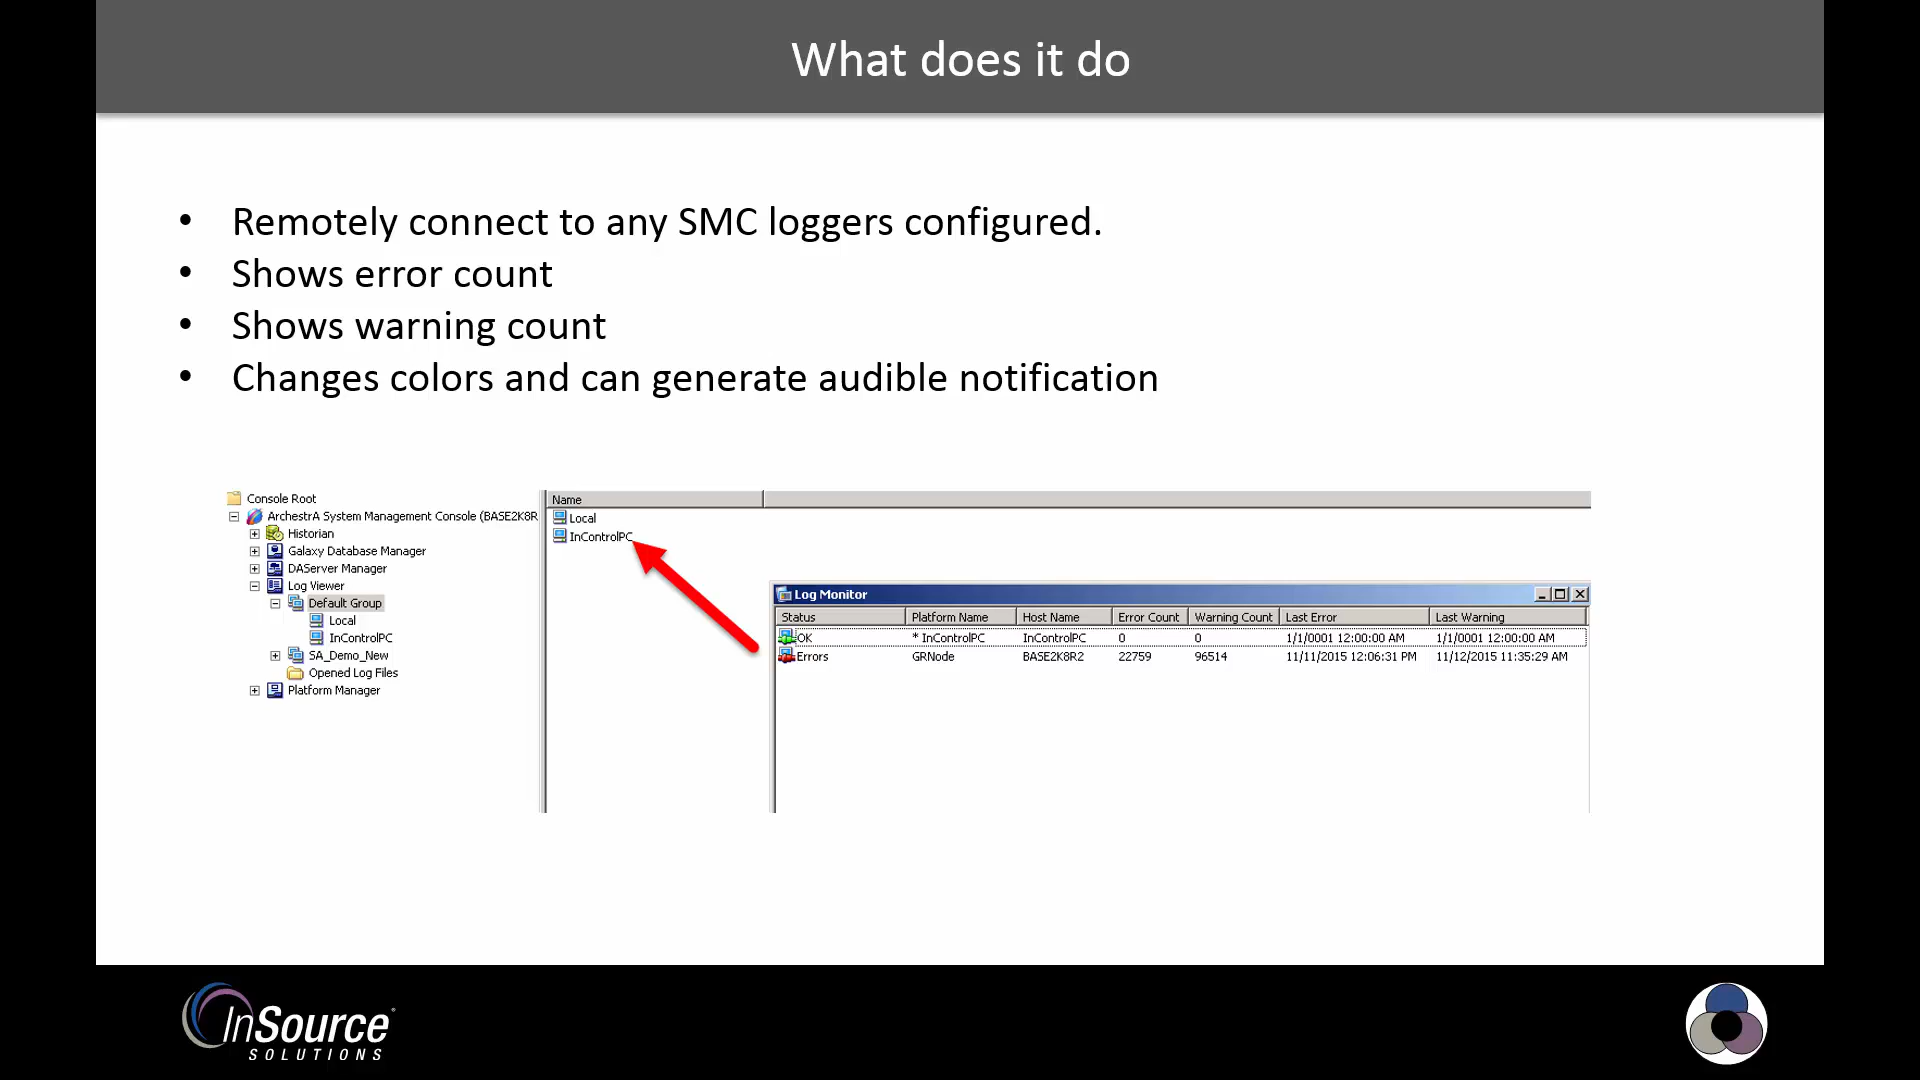 What does it do
• Remotely connect to any SMC loggers configured.
• Shows error count
• Shows warning count
• Changes colors and can generate audible notification
Console Root
ArchestrA System Management Console (BASE2K8R
Historian
Galaxy Database Manager
DAServer Manager
Log Viewer
Default Group
Local
InControlPC
SA_Demo_New
Opened Log Files
Platform Manager
Name
Local
InControlPC
Log Monitor
Status Platform Name Host Name Error Count Warning Count Last Error Last Warning
OK * InControlPC InControlPC 0 0 1/1/0001 12:00:00 AM 1/1/0001 12:00:00 AM
Errors GRNode BASE2K8R2 22759 96514 11/11/2015 12:06:31 PM 11/12/2015 11:35:29 AM
InSource
SOLUTIONS